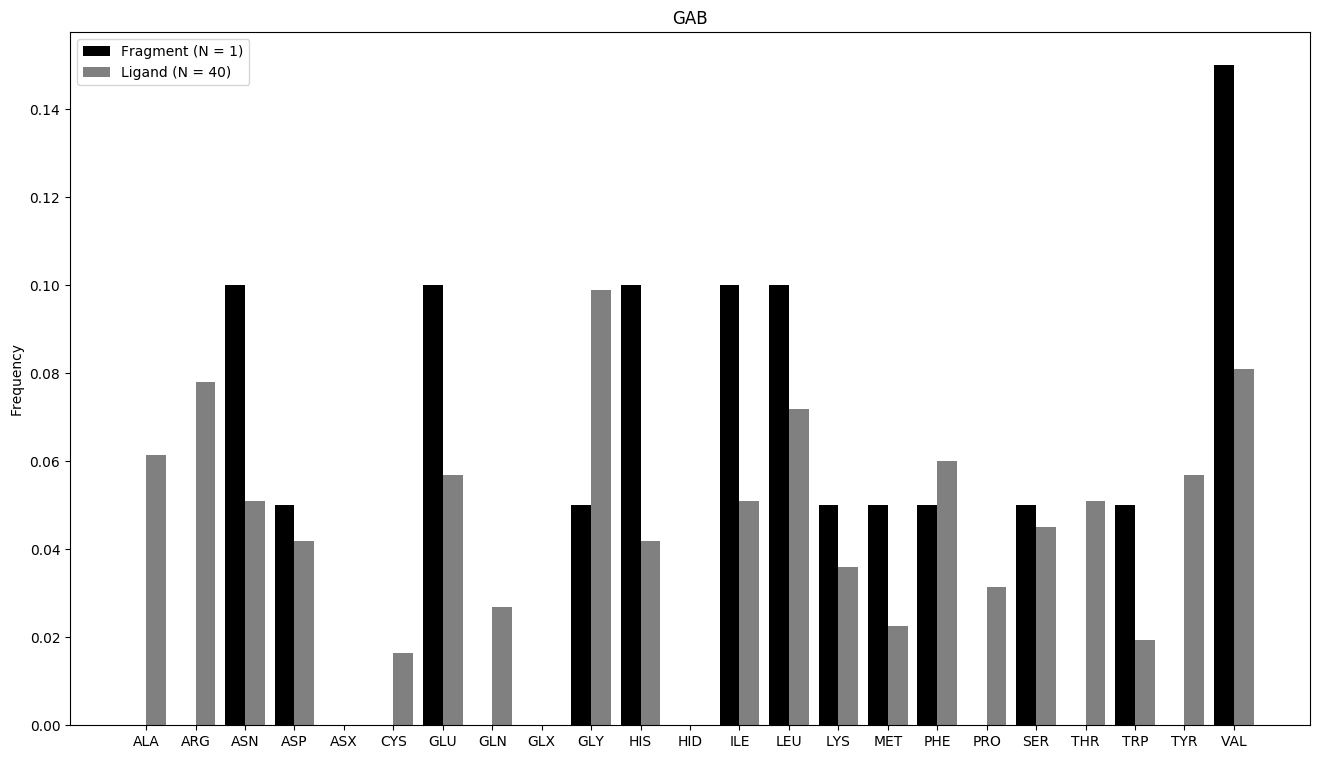 GAB
Fragment (N = 1)
Ligand (N = 40)
Frequency
0.14
0.12
0.10
0.08
0.06
0.04
0.02
0.00
ALA ARG ASN ASP ASX CYS GLU GLN GLX GLY HIS HID ILE LEU LYS MET PHE PRO SER THR TRP TYR VAL